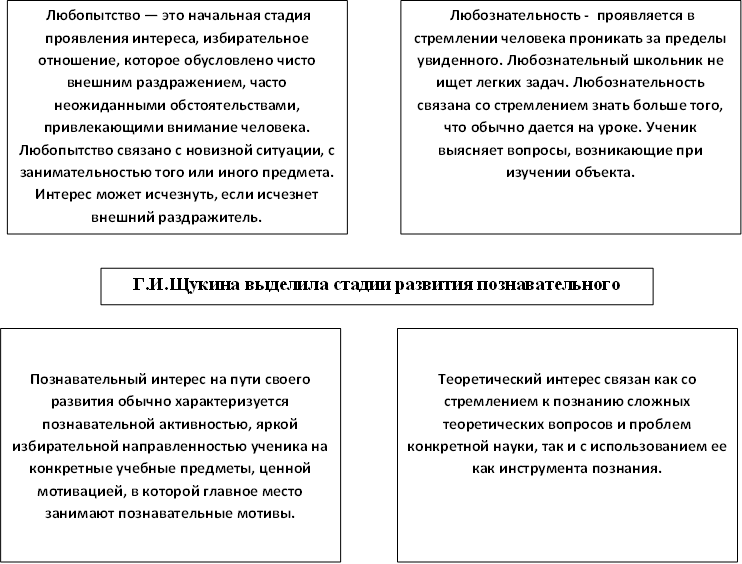 Любопытство — это начальная стадия
проявления интереса, избирательное
отношение, которое обусловлено чисто
внешним раздражением, часто
неожиданными обстоятельствами,
привлекающими внимание человека.
Любопытство связано с новизной ситуации, с
занимательностью того или иного предмета.
Интерес может исчезнуть, если исчезнет
внешний раздражитель.
Любознательность - проявляется в
стремлении человека проникать за пределы
увиденного. Любознательный школьник не
ищет легких задач. Любознательность
связана со стремлением знать больше того,
что обычно дается на уроке. Ученик
выясняет вопросы, возникающие при
изучении объекта.
Г.И.Щукина выделила стадии развития познавательного
Познавательный интерес на пути своего
развития обычно характеризуется
познавательной активностью, яркой
избирательной направленностью ученика на
конкретные учебные предметы, ценной
мотивацией, в которой главное место
занимают познавательные мотивы.
Теоретический интерес связан как со
стремлением к познанию сложных
теоретических вопросов и проблем
конкретной науки, так и с использованием ее
как инструмента познания.